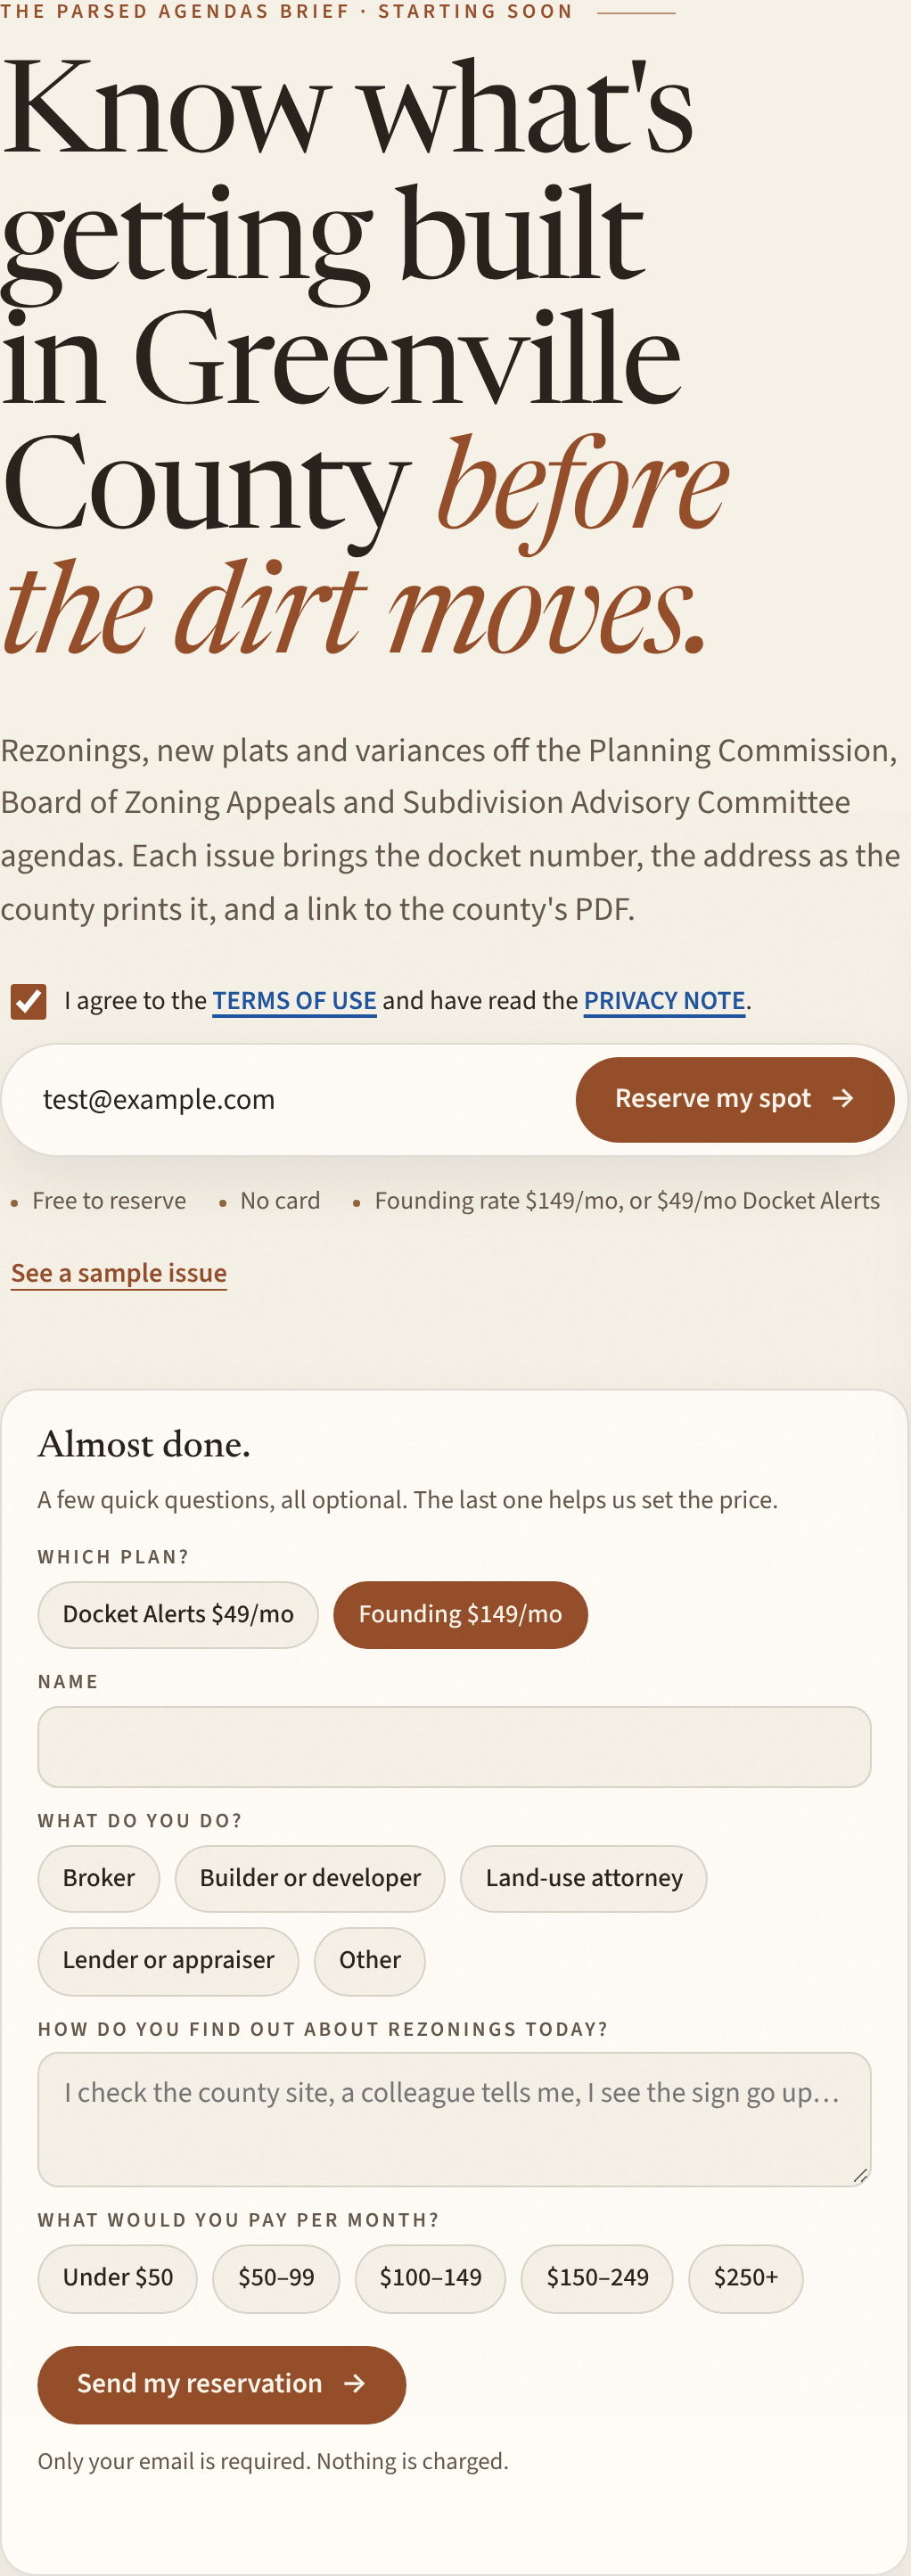 THE PARSED AGENDAS BRIEF · STARTING SOON
Know what's
getting built
in Greenville
County before
the dirt moves.
Rezonings, new plats and variances off the Planning Commission,
Board of Zoning Appeals and Subdivision Advisory Committee
agendas. Each issue brings the docket number, the address as the
county prints it, and a link to the county's PDF.
I agree to the TERMS OF USE and have read the PRIVACY NOTE.
test@example.com
Reserve my spot →
• Free to reserve • No card • Founding rate $149/mo, or $49/mo Docket Alerts
See a sample issue
Almost done.
A few quick questions, all optional. The last one helps us set the price.
WHICH PLAN?
Docket Alerts $49/mo
Founding $149/mo
NAME
WHAT DO YOU DO?
Broker
Builder or developer
Land-use attorney
Lender or appraiser
Other
HOW DO YOU FIND OUT ABOUT REZONINGS TODAY?
I check the county site, a colleague tells me, I see the sign go up…
WHAT WOULD YOU PAY PER MONTH?
Under $50
$50–99
$100–149
$150–249
$250+
Send my reservation →
Only your email is required. Nothing is charged.